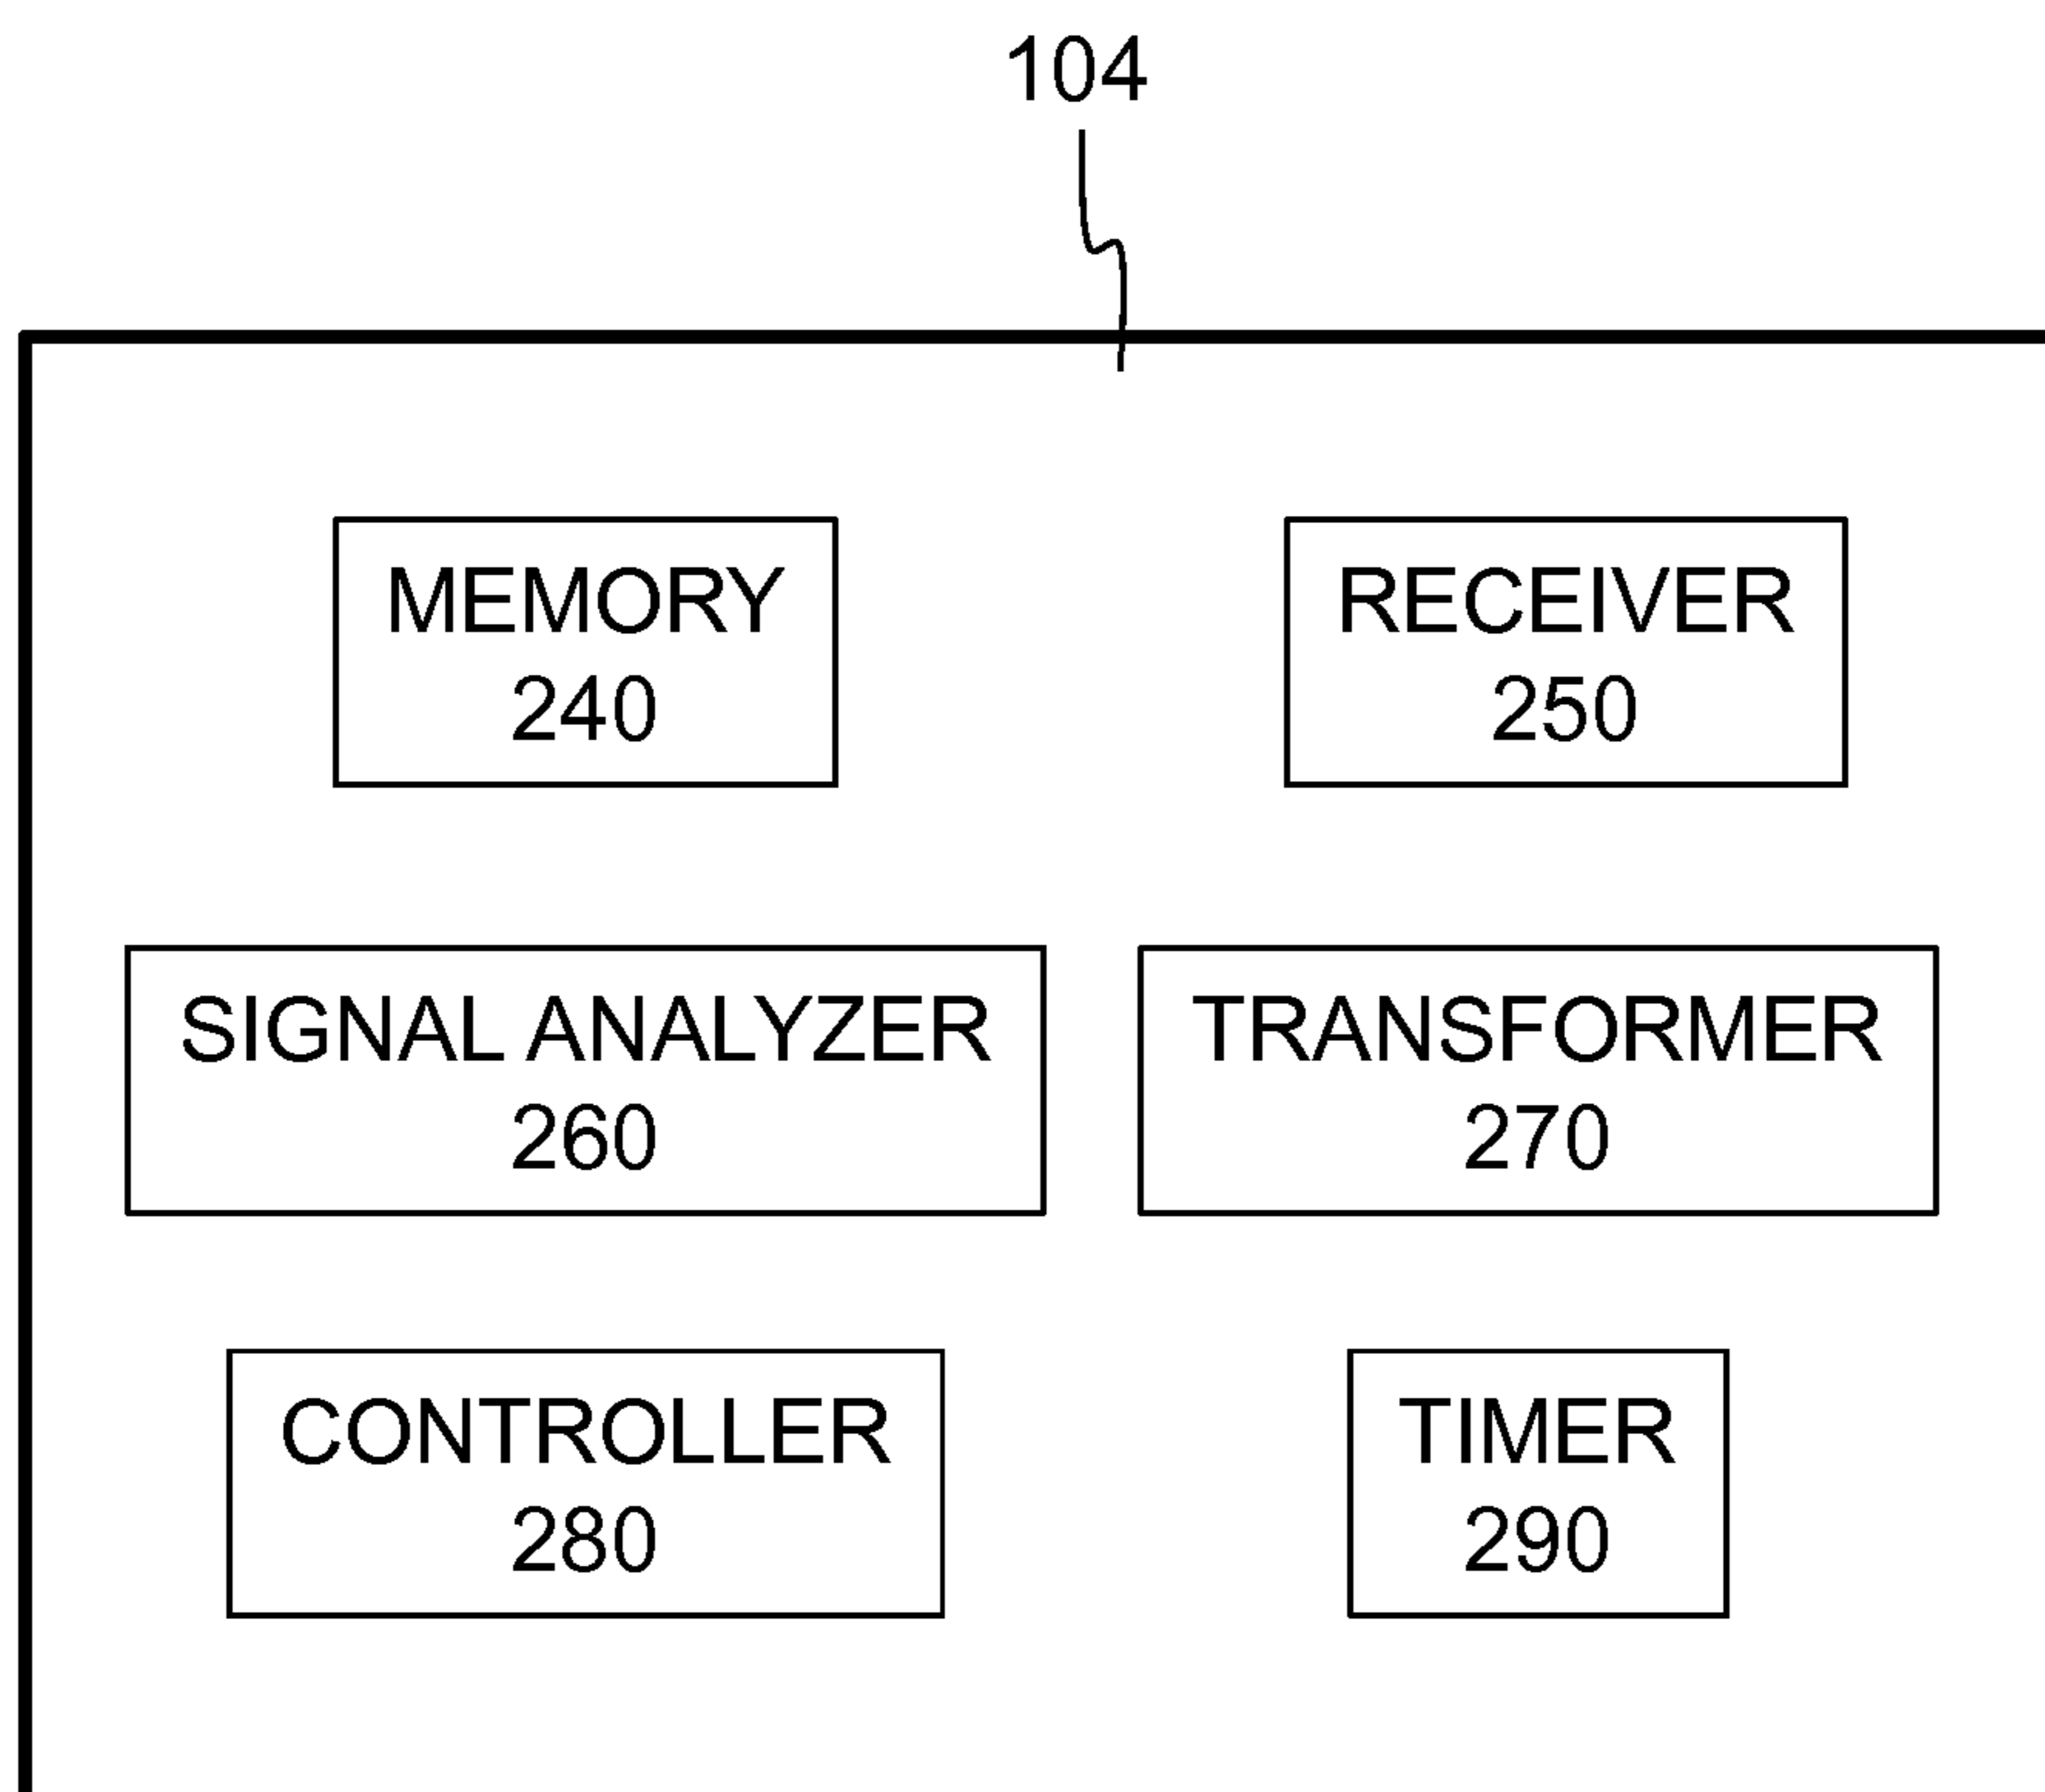 104
MEMORY
240
RECEIVER
250
SIGNAL ANALYZER
260
TRANSFORMER
270
CONTROLLER
280
TIMER
290